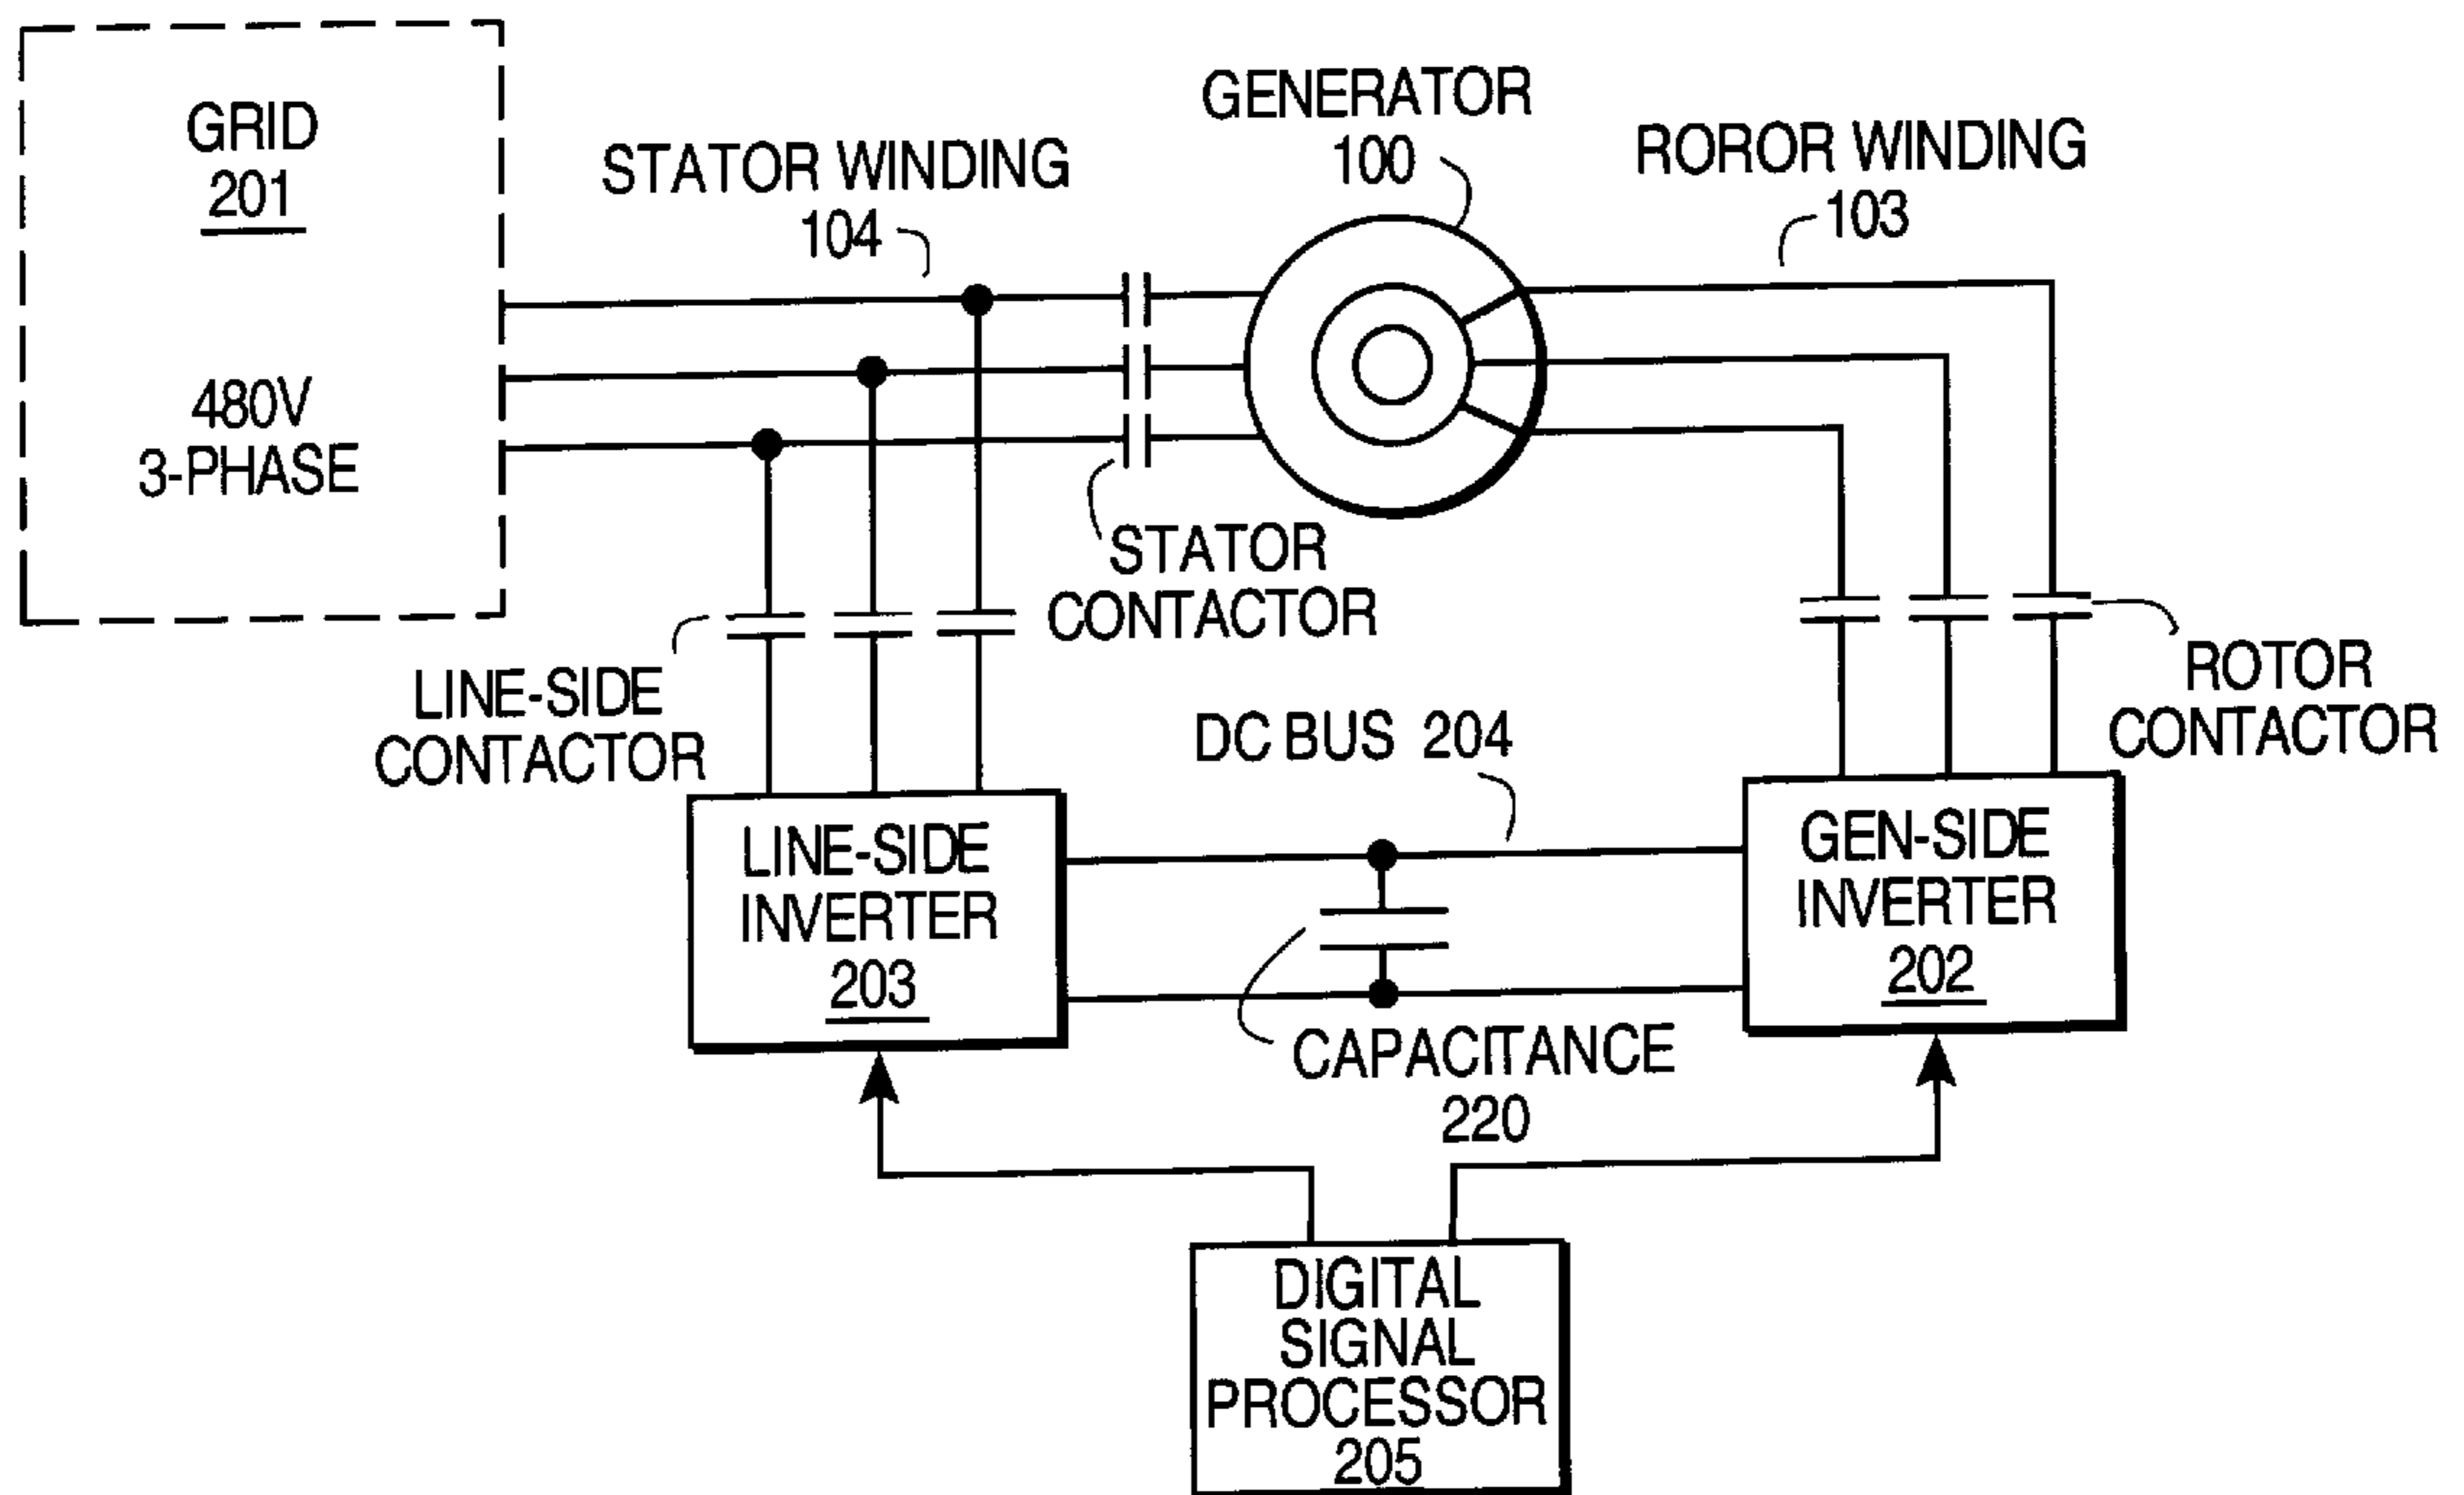 GRID
201
480V
3-PHASE
STATOR WINDING
104
GENERATOR
100
ROROR WINDING
103
STATOR
CONTACTOR
LINE-SIDE
CONTACTOR
ROTOR
CONTACTOR
DC BUS 204
LINE-SIDE
INVERTER
203
GEN-SIDE
INVERTER
202
CAPACITANCE
220
DIGITAL
SIGNAL
PROCESSOR
205